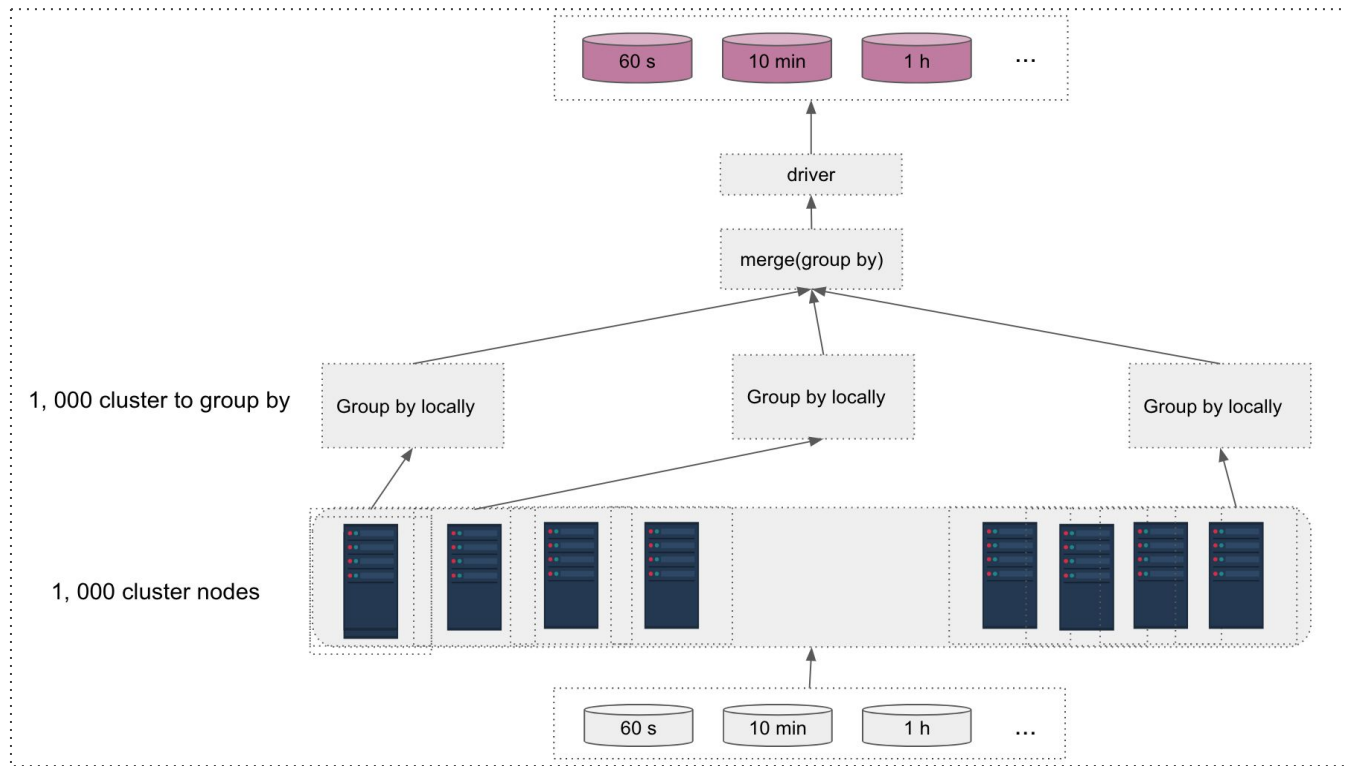 60 s
10 min
1 h
...
driver
merge(group by)
1, 000 cluster to group by
Group by locally
Group by locally
Group by locally
1, 000 cluster nodes
60 s
10 min
1 h
...